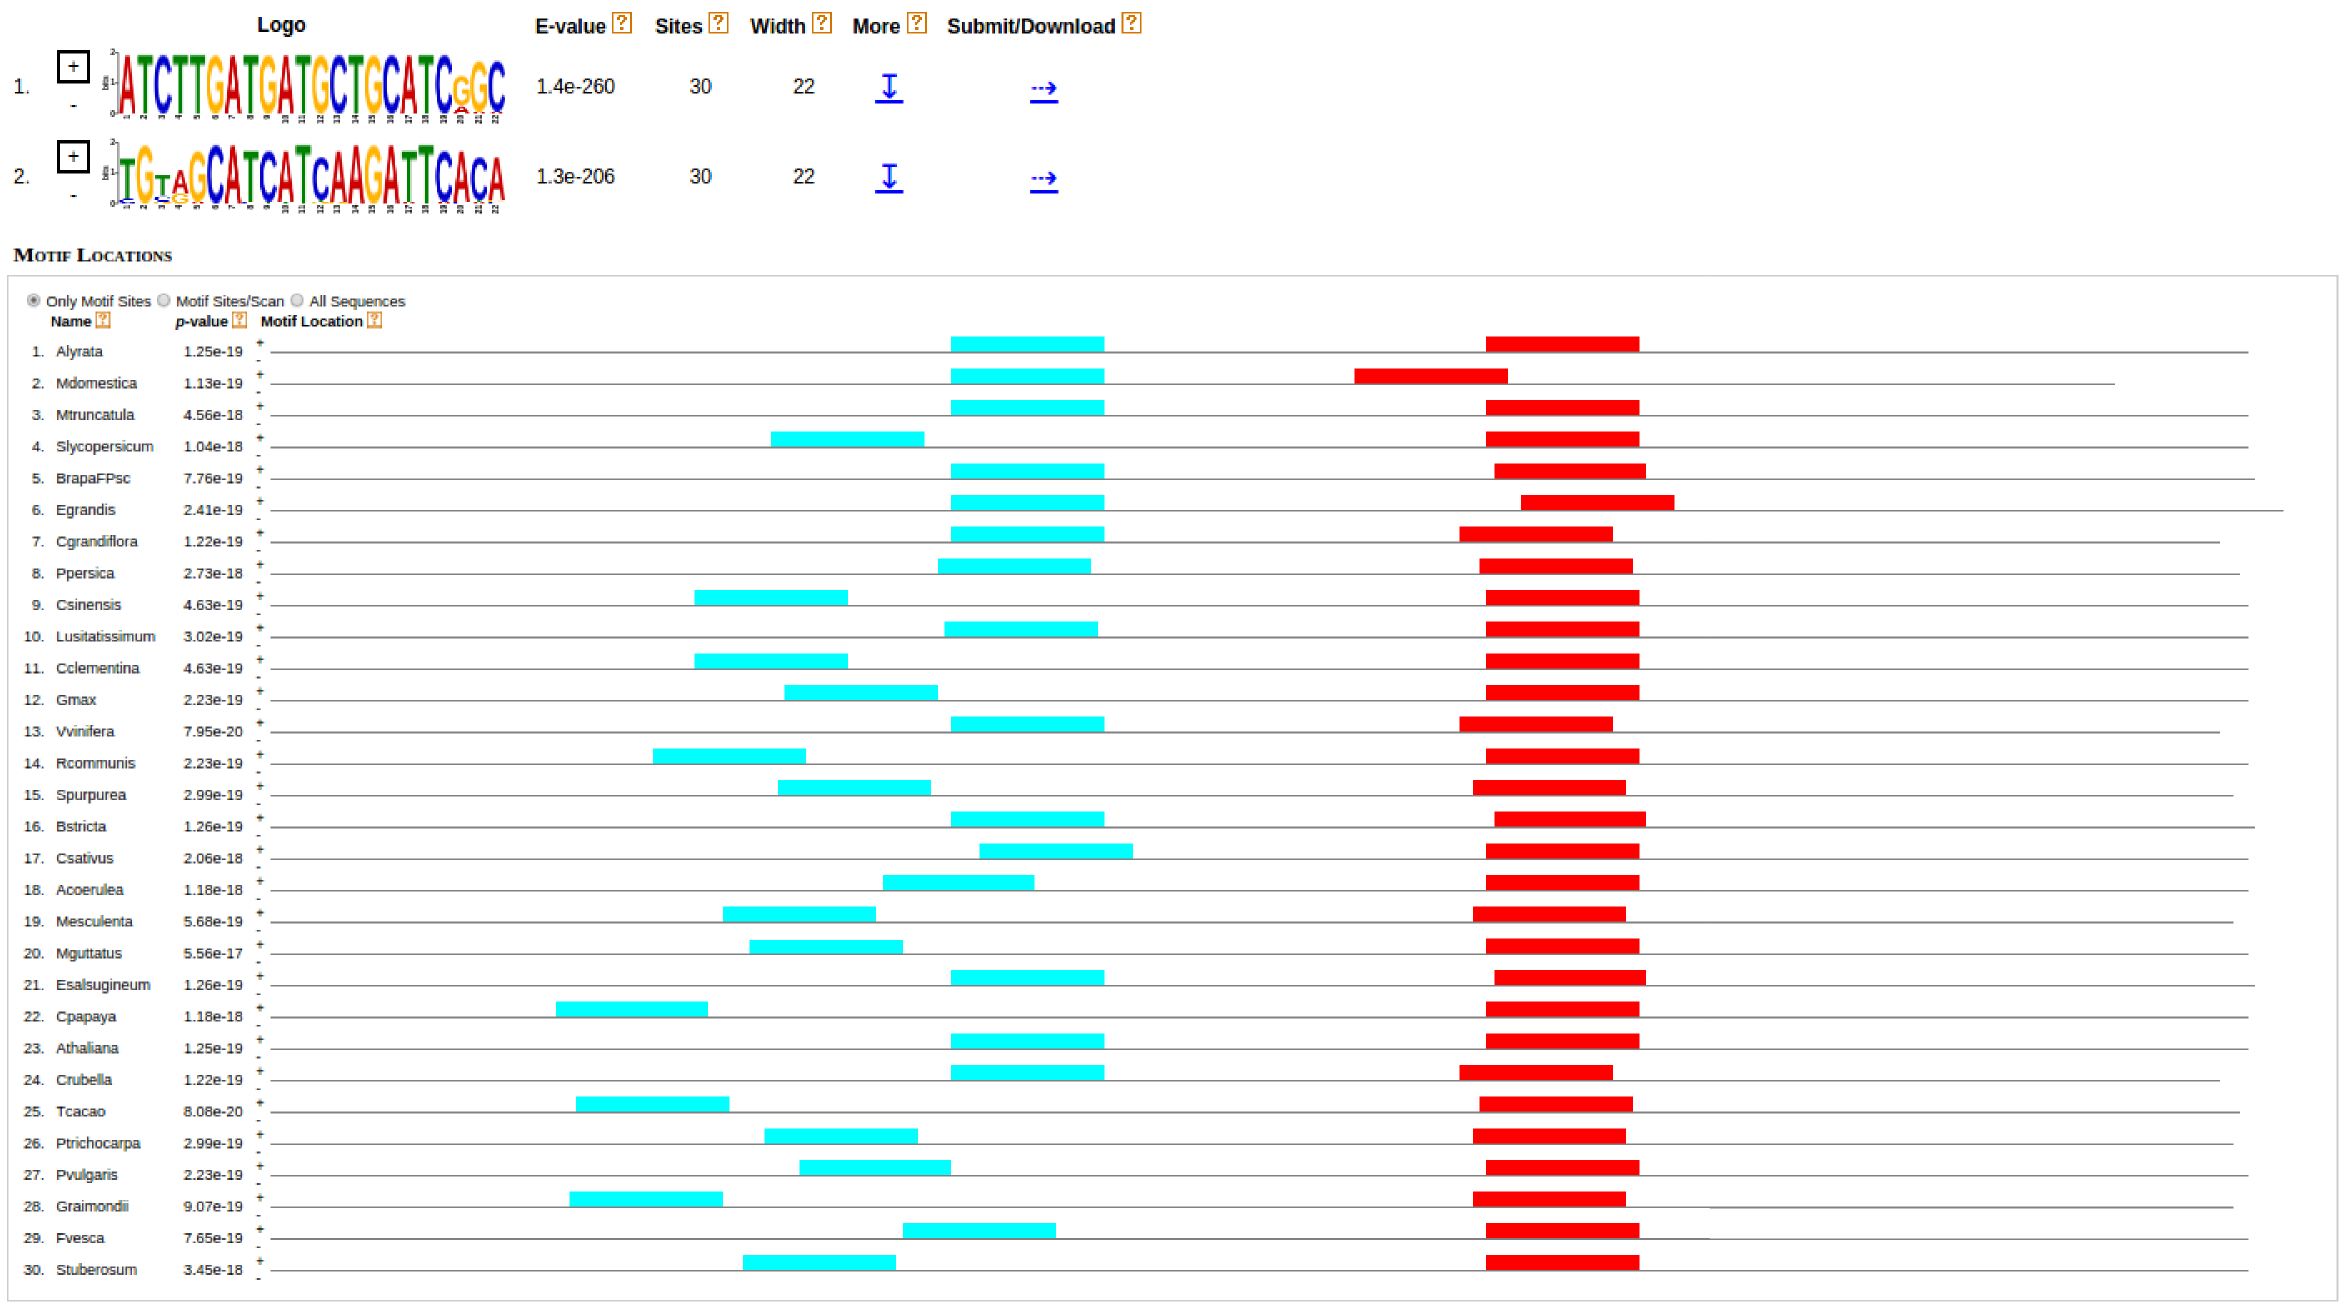 Logo E-value ? Sites ? Width ? More ? Submit/Download ?
1. + - ATCTTGATGATGCTGCATCGGC 1.4e-260 30 22
2. + - TGTAGCATCATCAAGATTCACA 1.3e-206 30 22
MOTIF LOCATIONS
Only Motif Sites Motif Sites/Scan All Sequences
Name ? p-value ? Motif Location ?
1. Alyrata 1.25e-19 + -
2. Mdomestica 1.13e-19 + -
3. Mtruncatula 4.56e-18 + -
4. Slycopersicum 1.04e-18 + -
5. BrapaFPsc 7.76e-19 + -
6. Egrandis 2.41e-19 + -
7. Cgrandiflora 1.22e-19 + -
8. Ppersica 2.73e-18 + -
9. Csinensis 4.63e-19 + -
10. Lusitatissimum 3.02e-19 + -
11. Cclementina 4.63e-19 + -
12. Gmax 2.23e-19 + -
13. Vvinifera 7.95e-20 + -
14. Rcommunis 2.23e-19 + -
15. Spurpurea 2.99e-19 + -
16. Bstricta 1.26e-19 + -
17. Csativus 2.06e-18 + -
18. Acoerulea 1.18e-18 + -
19. Mesculenta 5.68e-19 + -
20. Mguttatus 5.56e-17 + -
21. Esalsugineum 1.26e-19 + -
22. Cpapaya 1.18e-18 + -
23. Athaliana 1.25e-19 + -
24. Crubella 1.22e-19 + -
25. Tcacao 8.08e-20 + -
26. Ptrichocarpa 2.99e-19 + -
27. Pvulgaris 2.23e-19 + -
28. Graimondii 9.07e-19 + -
29. Fvesca 7.65e-19 + -
30. Stuberosum 3.45e-18 + -